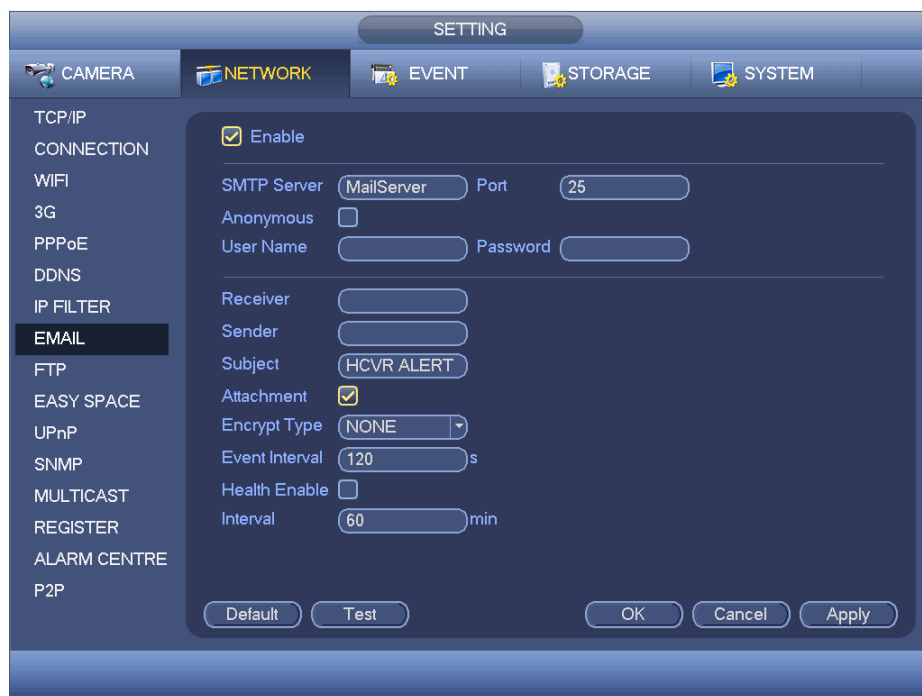 SETTING
CAMERA NETWORK EVENT STORAGE SYSTEM
TCP/IP
CONNECTION
WIFI
3G
PPPoE
DDNS
IP FILTER
EMAIL
FTP
EASY SPACE
UPnP
SNMP
MULTICAST
REGISTER
ALARM CENTRE
P2P
Enable
SMTP Server MailServer Port 25
Anonymous
User Name Password
Receiver
Sender
Subject HCVR ALERT
Attachment
Encrypt Type NONE
Event Interval 120 s
Health Enable
Interval 60 min
Default Test OK Cancel Apply